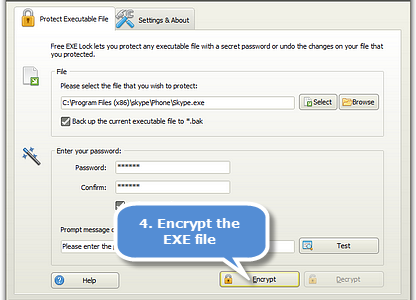 Protect Executable File Settings & About
Free EXE Lock lets you protect any executable file with a secret password or undo the changes on your file that
you protected.
File
Please select the file that you wish to protect:
C:\Program Files (x86)\skype\Phone\Skype.exe Select Browse
Back up the current executable file to *.bak
Enter your password:
Password: ******
Confirm: ******
4. Encrypt the
EXE file
Prompt message
Please enter the Test
Help Encrypt Decrypt